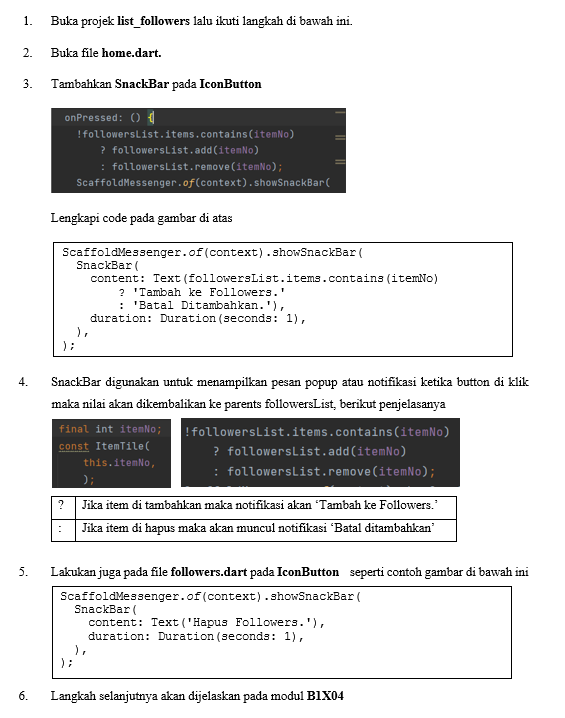 1. Buka projek list_followers lalu ikuti langkah di bawah ini.
2. Buka file home.dart.
3. Tambahkan SnackBar pada IconButton
onPressed: () {
!followersList.items.contains(itemNo)
? followersList.add(itemNo)
: followersList.remove(itemNo);
ScaffoldMessenger.of(context).showSnackBar(
Lengkapi code pada gambar di atas
ScaffoldMessenger.of(context).showSnackBar(
SnackBar(
content: Text(followersList.items.contains(itemNo)
? 'Tambah ke Followers.'
: 'Batal Ditambahkan.'),
duration: Duration(seconds: 1),
),
);
4. SnackBar digunakan untuk menampilkan pesan popup atau notifikasi ketika button di klik
maka nilai akan dikembalikan ke parents followersList, berikut penjelasanya
final int itemNo;
const ItemTile(
this.itemNo,
);
!followersList.items.contains(itemNo)
? followersList.add(itemNo)
: followersList.remove(itemNo);
? Jika item di tambahkan maka notifikasi akan ‘Tambah ke Followers.’
: Jika item di hapus maka akan muncul notifikasi ‘Batal ditambahkan’
5. Lakukan juga pada file followers.dart pada IconButton seperti contoh gambar di bawah ini
ScaffoldMessenger.of(context).showSnackBar(
SnackBar(
content: Text('Hapus Followers.'),
duration: Duration(seconds: 1),
),
);
6. Langkah selanjutnya akan dijelaskan pada modul B1X04